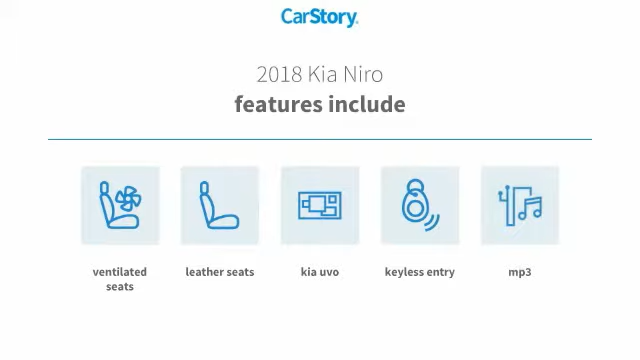 CarStory.
2018 Kia Niro
features include
ventilated seats
leather seats
kia uvo
keyless entry
mp3